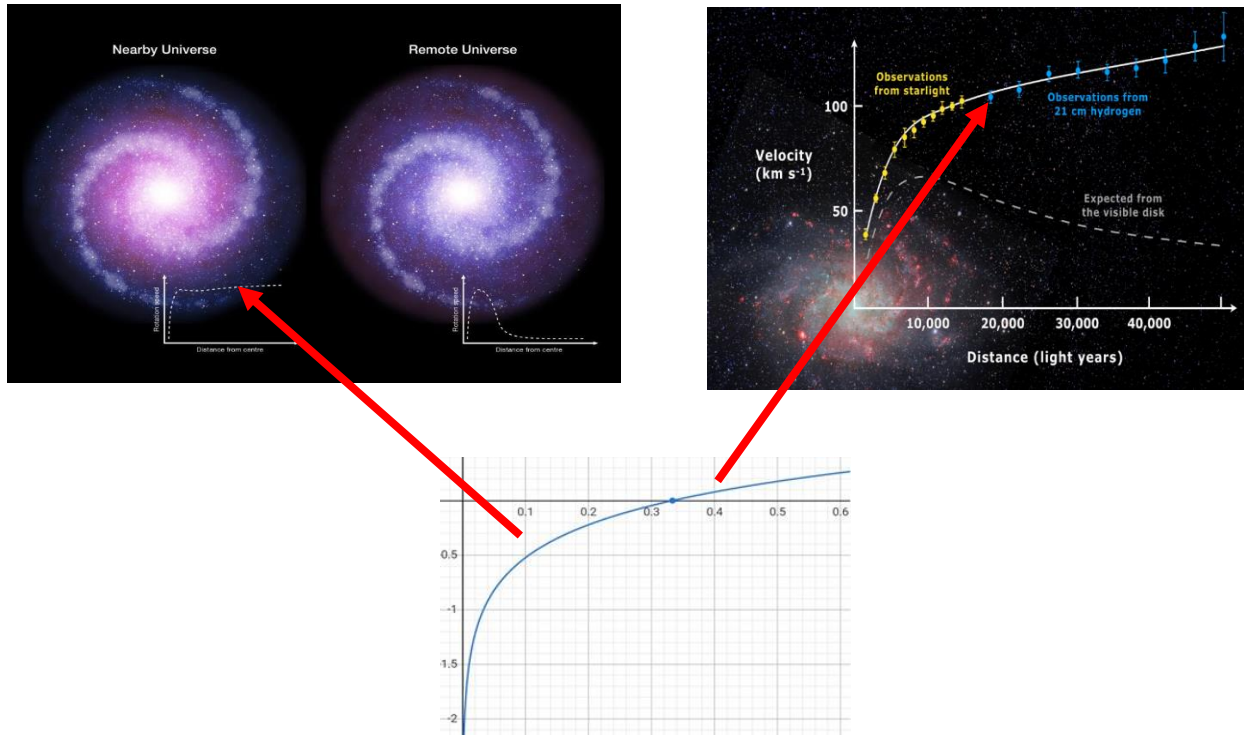 Nearby Universe
Remote Universe
Rotation speed
Distance from centre
Rotation speed
Distance from centre
Observations
from starlight
100
Observations from
21 cm hydrogen
Velocity
(km s⁻¹)
50
Expected from
the visible disk
10,000 20,000 30,000 40,000
Distance (light years)
0.1 0.2 0.3 0.4 0.5 0.6
0.5
-1
-1.5
-2